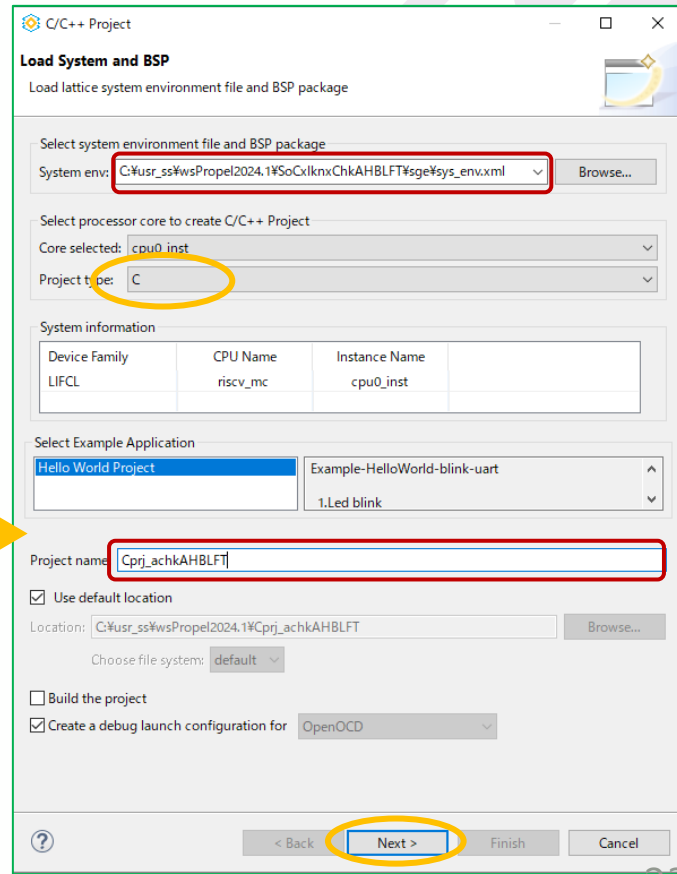 C/C++ Project
Load System and BSP
Load lattice system environment file and BSP package
Select system environment file and BSP package
System env: C:¥usr_ss¥wsPropel2024.1¥SoCxlknxChkAHBLFT¥sge¥sys_env.xml Browse...
Select processor core to create C/C++ Project
Core selected: cpu0_inst
Project type: C
System information
Device Family CPU Name Instance Name
LIFCL riscv_mc cpu0_inst
Select Example Application
Hello World Project Example-HelloWorld-blink-uart
1.Led blink
Project name Cprj_achkAHBLFT
Use default location
Location: C:¥usr_ss¥wsPropel2024.1¥Cprj_achkAHBLFT Browse...
Choose file system: default
Build the project
Create a debug launch configuration for OpenOCD
? < Back Next > Finish Cancel